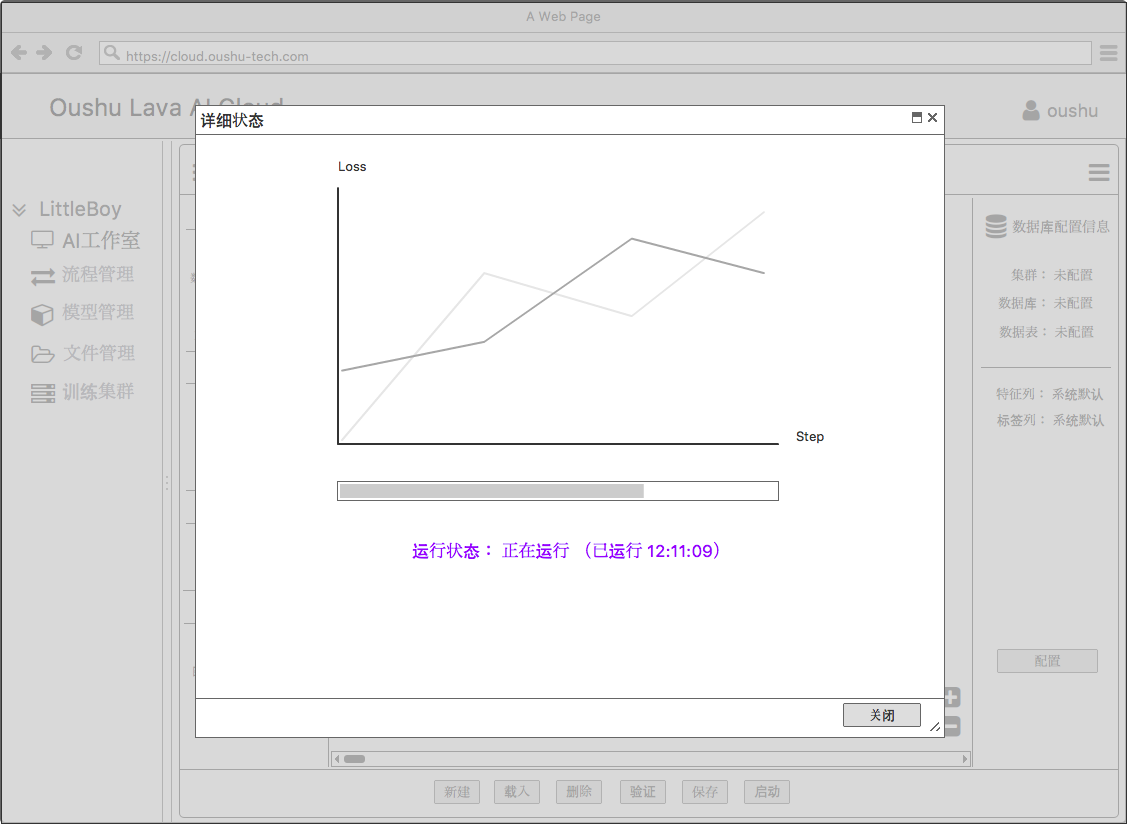 A Web Page
https://cloud.oushu-tech.com
Oushu Lava AI Cloud
oushu
详细状态
Loss
Step
运行状态： 正在运行 （已运行 12:11:09）
关闭
LittleBoy
AI工作室
流程管理
模型管理
文件管理
训练集群
数据库配置信息
集群： 未配置
数据库： 未配置
数据表： 未配置
特征列： 系统默认
标签列： 系统默认
配置
新建 载入 删除 验证 保存 启动